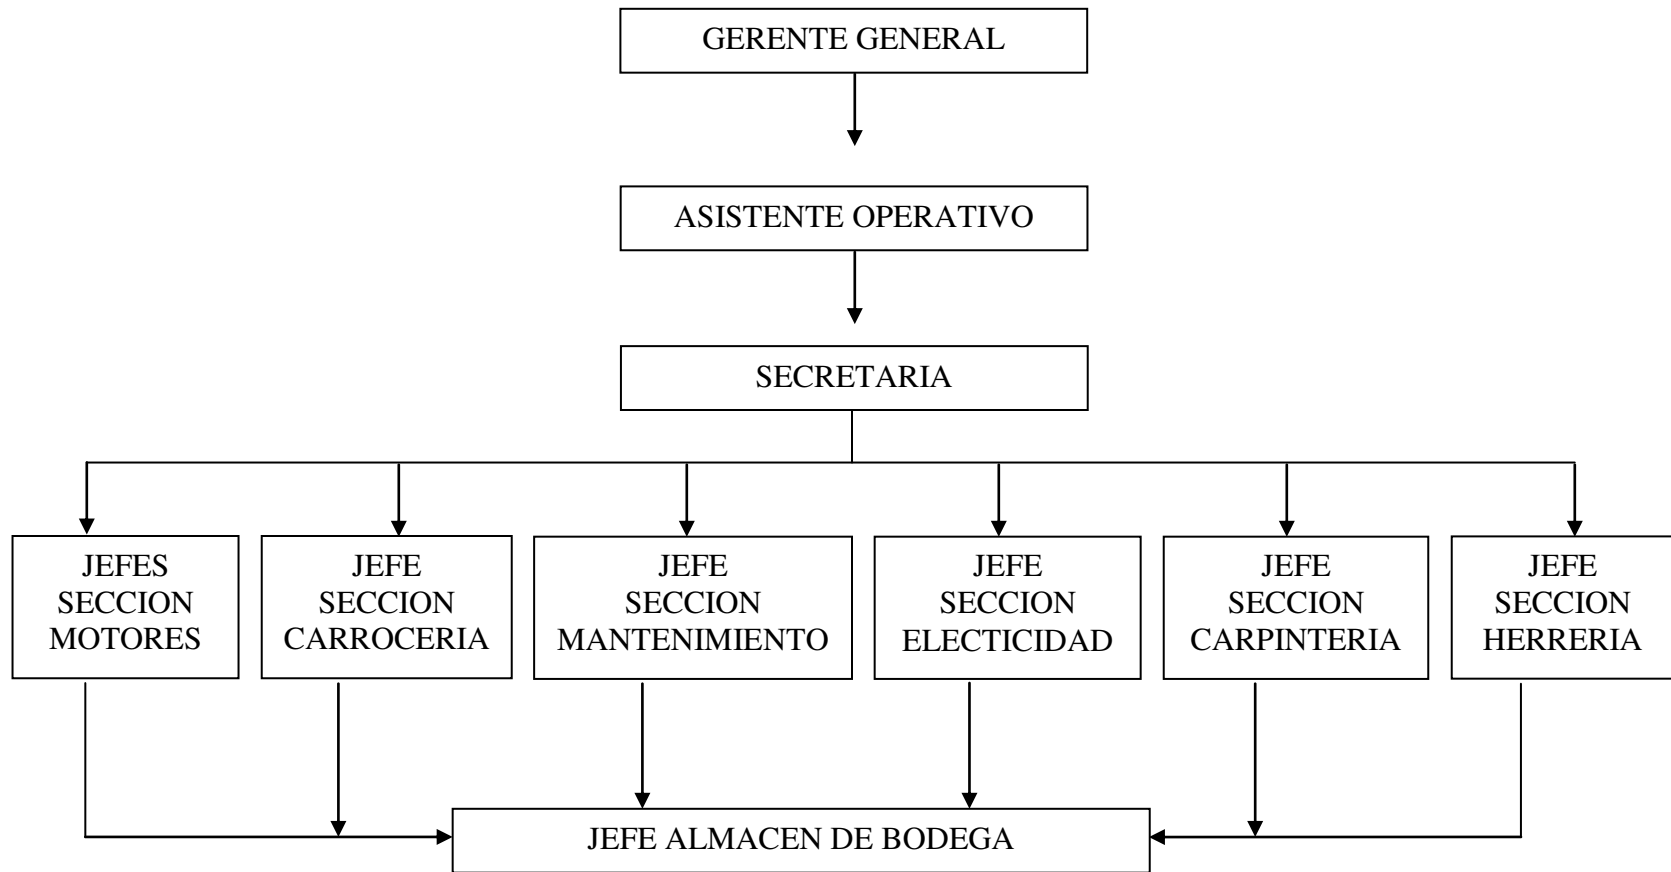 GERENTE GENERAL
ASISTENTE OPERATIVO
SECRETARIA
JEFES
SECCION
MOTORES
JEFE
SECCION
CARROCERIA
JEFE
SECCION
MANTENIMIENTO
JEFE
SECCION
ELECTICIDAD
JEFE
SECCION
CARPINTERIA
JEFE
SECCION
HERRERIA
JEFE ALMACEN DE BODEGA